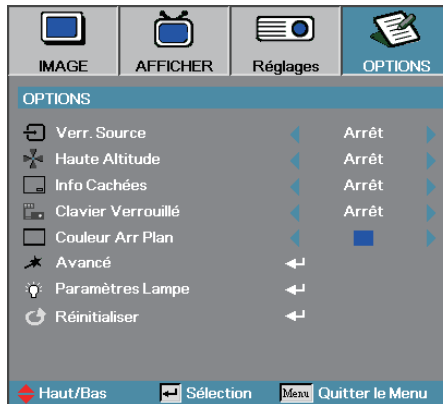 IMAGE AFFICHER Réglages OPTIONS
OPTIONS
Verr. Source Arrêt
Haute Altitude Arrêt
Info Cachées Arrêt
Clavier Verrouillé Arrêt
Couleur Arr Plan
Avancé
Paramètres Lampe
Réinitialiser
Haut/Bas Sélection Menu Quitter le Menu